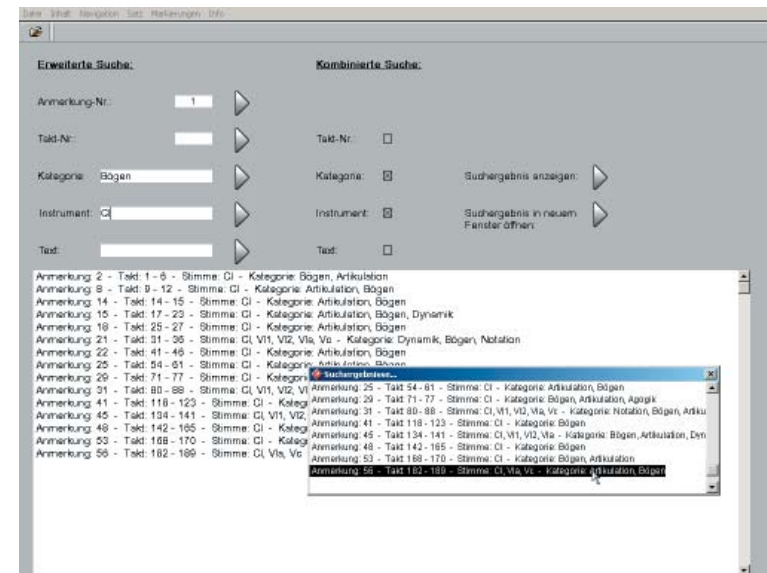 Datei Inhalt Navigation Satz Markierungen Info
Erweiterte Suche:
Kombinierte Suche:
Anmerkung-Nr.: 1
Takt-Nr.:
Takt-Nr.:
Kategorie: Bögen
Kategorie:
Suchergebnis anzeigen:
Instrument: Cl
Instrument:
Suchergebnis in neuem
Fenster öffnen:
Text:
Text:
Anmerkung: 2 - Takt: 1 - 6 - Stimme: Cl - Kategorie: Bögen, Artikulation
Anmerkung: 8 - Takt: 9 - 12 - Stimme: Cl - Kategorie: Artikulation, Bögen
Anmerkung: 14 - Takt: 14 - 15 - Stimme: Cl - Kategorie: Artikulation, Bögen
Anmerkung: 15 - Takt: 17 - 23 - Stimme: Cl - Kategorie: Artikulation, Bögen, Dynamik
Anmerkung: 18 - Takt: 25 - 27 - Stimme: Cl - Kategorie: Artikulation, Bögen
Anmerkung: 21 - Takt: 31 - 36 - Stimme: Cl, Vl1, Vl2, Vla, Vc - Kategorie: Dynamik, Bögen, Notation
Anmerkung: 22 - Takt: 41 - 46 - Stimme: Cl - Kategorie: Artikulation, Bögen
Anmerkung: 25 - Takt: 54 - 61 - Stimme: Cl - Kategorie: Artikulation, Bögen
Anmerkung: 29 - Takt: 71 - 77 - Stimme: Cl - Kategori
Anmerkung: 31 - Takt: 80 - 88 - Stimme: Cl, Vl1, Vl2, Vl
Anmerkung: 41 - Takt: 118 - 123 - Stimme: Cl - Kateg
Anmerkung: 45 - Takt: 134 - 141 - Stimme: Cl, Vl1, Vl2,
Anmerkung: 48 - Takt: 142 - 165 - Stimme: Cl - Kateg
Anmerkung: 53 - Takt: 168 - 170 - Stimme: Cl - Kateg
Anmerkung: 56 - Takt: 182 - 189 - Stimme: Cl, Vla, Vc
Suchergebnisse...
Anmerkung: 25 - Takt 54 - 61 - Stimme: Cl - Kategorie: Artikulation, Bögen
Anmerkung: 29 - Takt 71 - 77 - Stimme: Cl - Kategorie: Bögen, Artikulation, Agogik
Anmerkung: 31 - Takt 80 - 88 - Stimme: Cl, Vl1, Vl2, Vla, Vc - Kategorie: Notation, Bögen, Artiku
Anmerkung: 41 - Takt 118 - 123 - Stimme: Cl - Kategorie: Bögen
Anmerkung: 45 - Takt 134 - 141 - Stimme: Cl, Vl1, Vl2, Vla - Kategorie: Bögen, Artikulation, Dyn
Anmerkung: 48 - Takt 142 - 165 - Stimme: Cl - Kategorie: Bögen
Anmerkung: 53 - Takt 168 - 170 - Stimme: Cl - Kategorie: Bögen, Artikulation
Anmerkung: 56 - Takt 182 - 189 - Stimme: Cl, Vla, Vc - Kategorie: Artikulation, Bögen